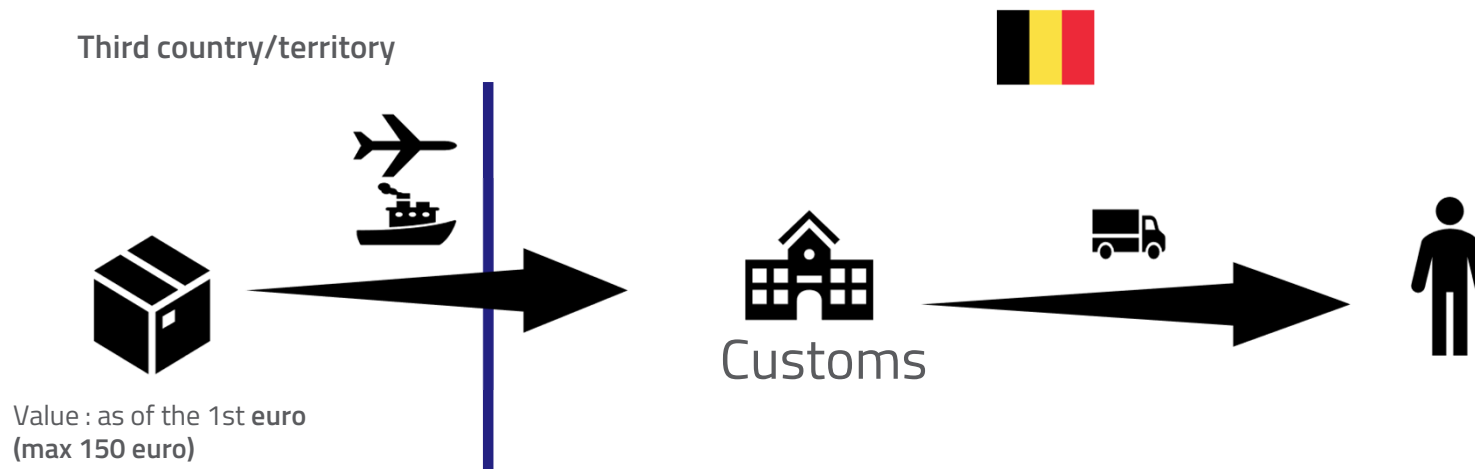 Third country/territory
Customs
Value : as of the 1st euro
(max 150 euro)